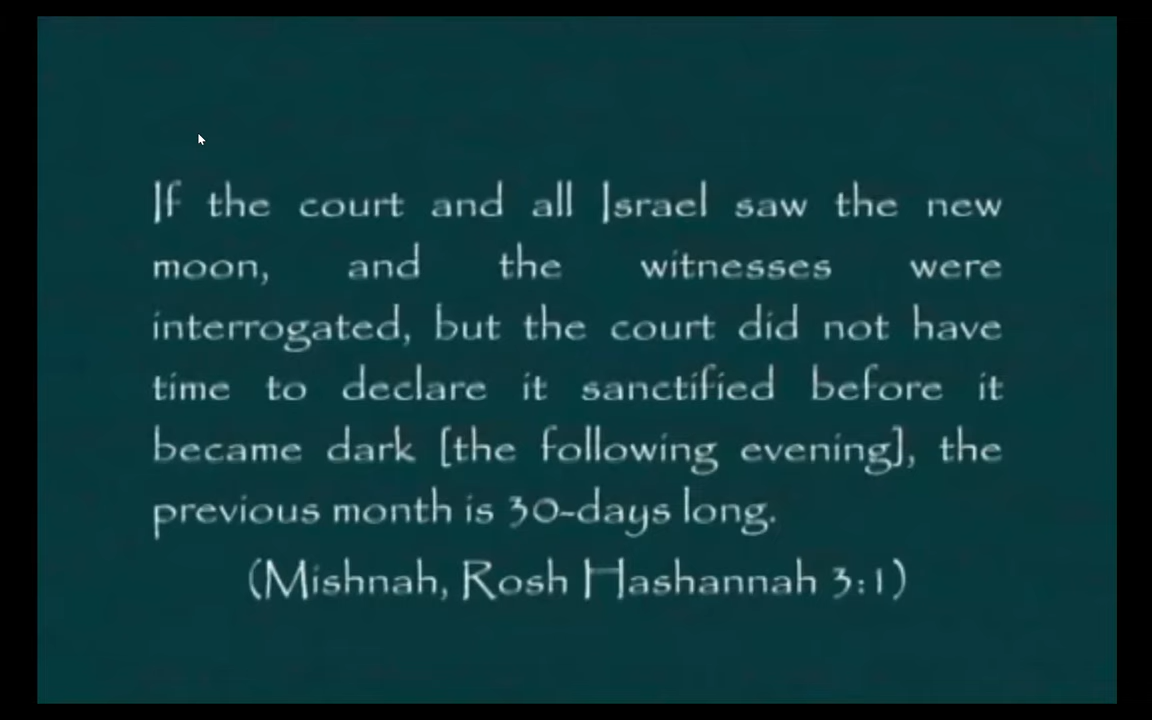 If the court and all Israel saw the new
moon, and the witnesses were
interrogated, but the court did not have
time to declare it sanctified before it
became dark [the following evening], the
previous month is 30-days long.
(Mishnah, Rosh Hashannah 3:1)